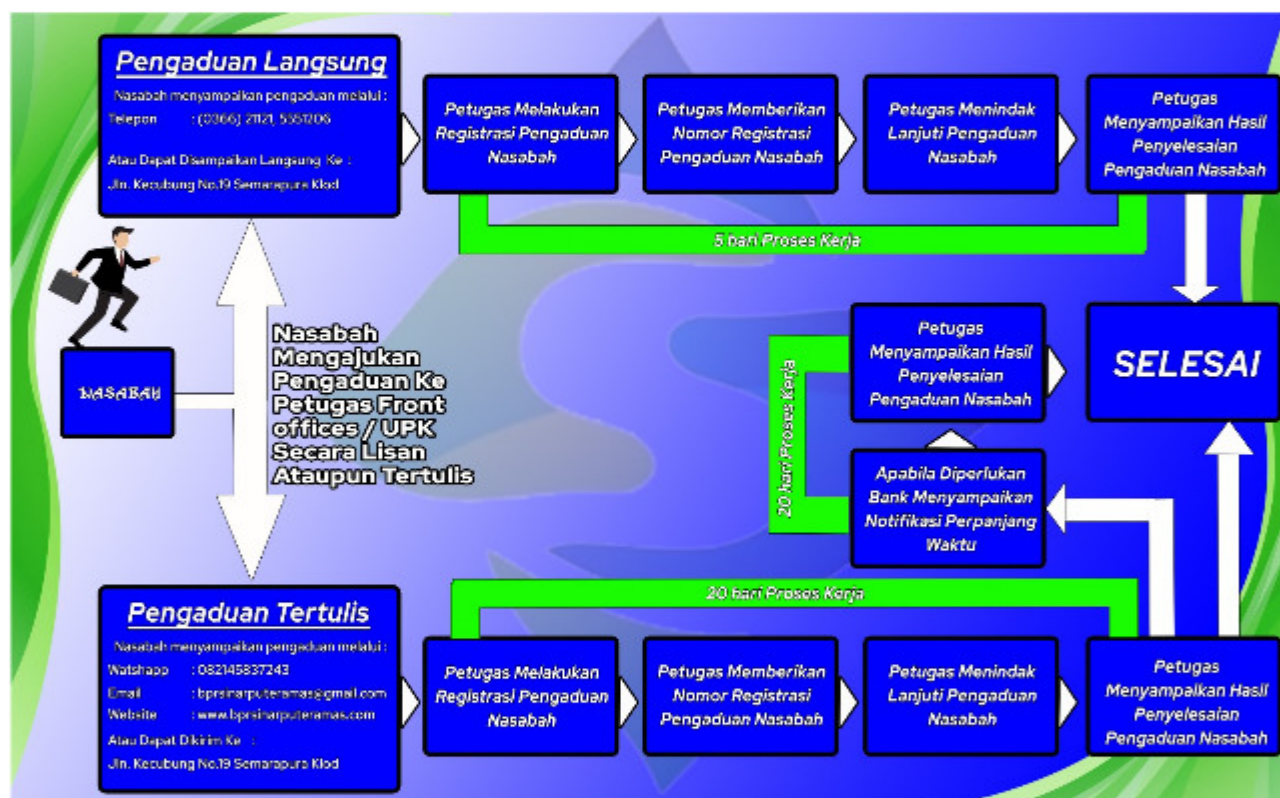 Pengaduan Langsung
Nasabah menyampaikan pengaduan melalui :
Telepon : (0366) 21121, 5551206
Atau Dapat Disampaikan Langsung Ke :
Jln. Kecubung No.19 Semarapura Klod
Petugas Melakukan
Registrasi Pengaduan
Nasabah
Petugas Memberikan
Nomor Registrasi
Pengaduan Nasabah
Petugas Menindak
Lanjuti Pengaduan
Nasabah
Petugas
Menyampaikan Hasil
Penyelesaian
Pengaduan Nasabah
5 hari Proses Kerja
NASABAH
Nasabah
Mengajukan
Pengaduan Ke
Petugas Front
offices / UPK
Secara Lisan
Ataupun Tertulis
Petugas
Menyampaikan Hasil
Penyelesaian
Pengaduan Nasabah
SELESAI
20 hari Proses Kerja
Apabila Diperlukan
Bank Menyampaikan
Notifikasi Perpanjang
Waktu
Pengaduan Tertulis
Nasabah menyampaikan pengaduan melalui :
Watshapp : 082145837243
Email : bprsinarputeramas@gmail.com
Website : www.bprsinarputeramas.com
Atau Dapat Dikirim Ke :
Jln. Kecubung No.19 Semarapura Klod
20 hari Proses Kerja
Petugas Melakukan
Registrasi Pengaduan
Nasabah
Petugas Memberikan
Nomor Registrasi
Pengaduan Nasabah
Petugas Menindak
Lanjuti Pengaduan
Nasabah
Petugas
Menyampaikan Hasil
Penyelesaian
Pengaduan Nasabah